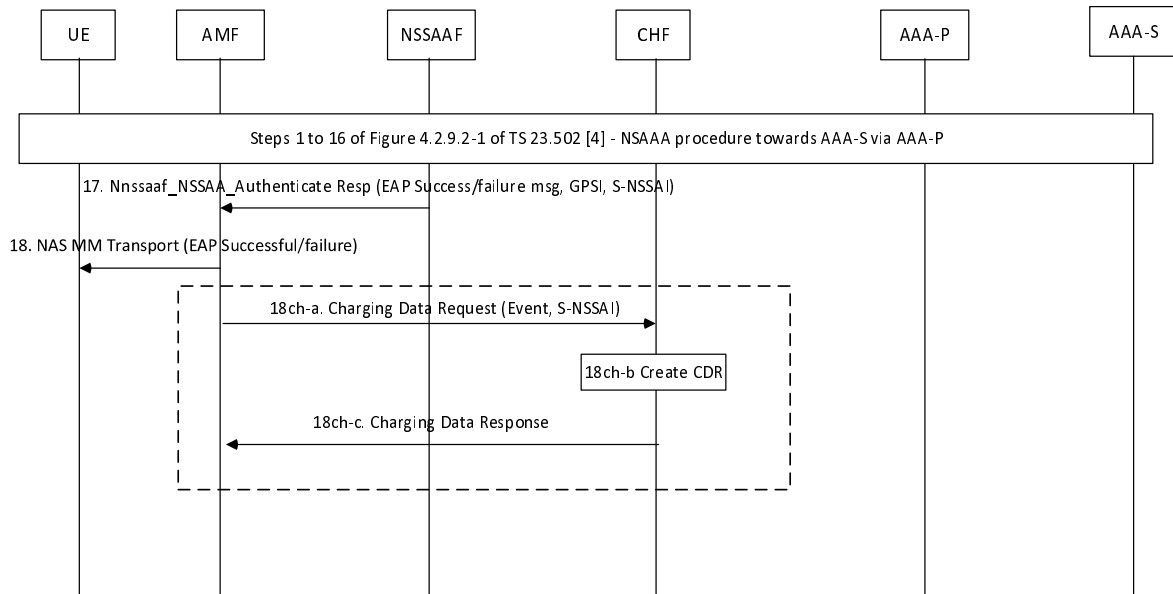 UE
AMF
NSSAAF
CHF
AAA-P
AAA-S
Steps 1 to 16 of Figure 4.2.9.2-1 of TS 23.502 [4] - NSAAA procedure towards AAA-S via AAA-P
17. Nnssaaf_NSSAA_Authenticate Resp (EAP Success/failure msg, GPSI, S-NSSAI)
18. NAS MM Transport (EAP Successful/failure)
18ch-a. Charging Data Request (Event, S-NSSAI)
18ch-b Create CDR
18ch-c. Charging Data Response